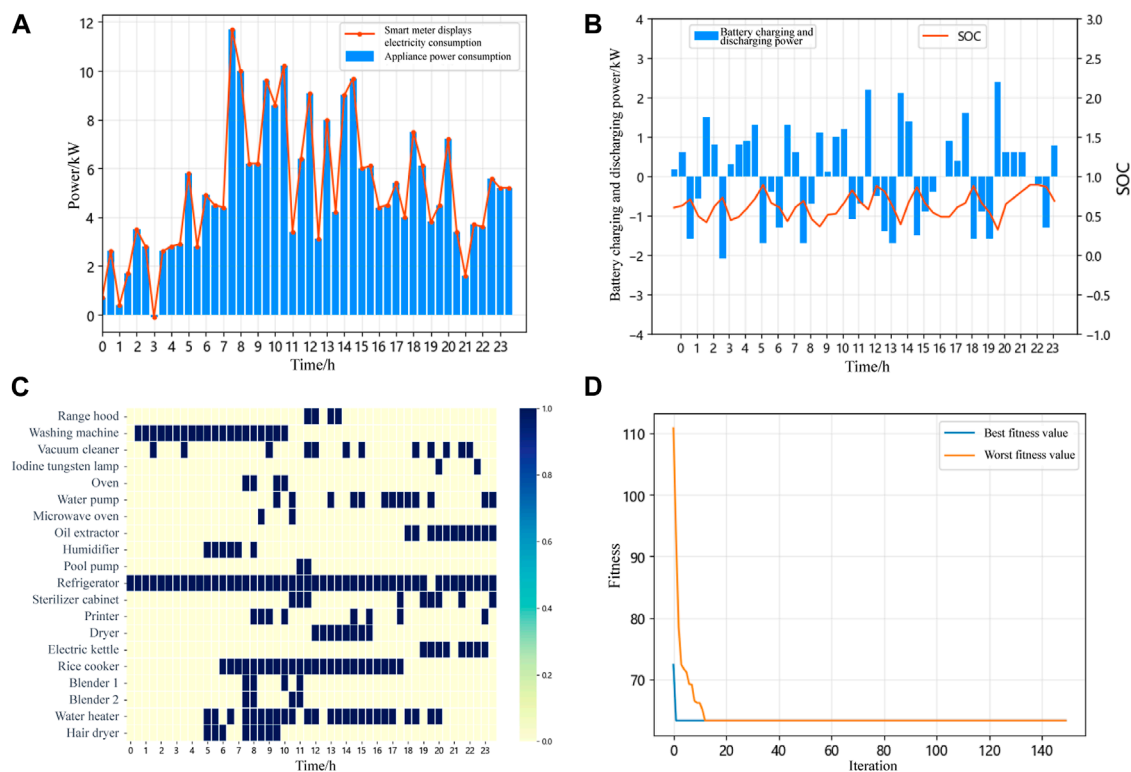 A
Smart meter displays
electricity consumption
Appliance power consumption
12
10
8
6
4
2
0
Power/kW
0 1 2 3 4 5 6 7 8 9 10 11 12 13 14 15 16 17 18 19 20 21 22 23
Time/h
B
Battery charging and
discharging power
SOC
4
3
2
1
0
−1
−2
−3
−4
Battery charging and discharging power/kW
3.0
2.5
2.0
1.5
1.0
0.5
0.0
−0.5
−1.0
SOC
0 1 2 3 5 6 7 8 9 10 11 12 13 14 15 16 17 18 19 20 21 22 23
Time/h
C
Range hood
Washing machine
Vacuum cleaner
Iodine tungsten lamp
Oven
Water pump
Microwave oven
Oil extractor
Humidifier
Pool pump
Refrigerator
Sterilizer cabinet
Printer
Dryer
Electric kettle
Rice cooker
Blender 1
Blender 2
Water heater
Hair dryer
0 1 2 3 4 5 6 7 8 9 10 11 12 13 14 15 16 17 18 19 20 21 22 23
Time/h
1.0
0.8
0.6
0.4
0.2
0.0
D
Best fitness value
Worst fitness value
110
100
90
80
70
Fitness
0 20 40 60 80 100 120 140
Iteration